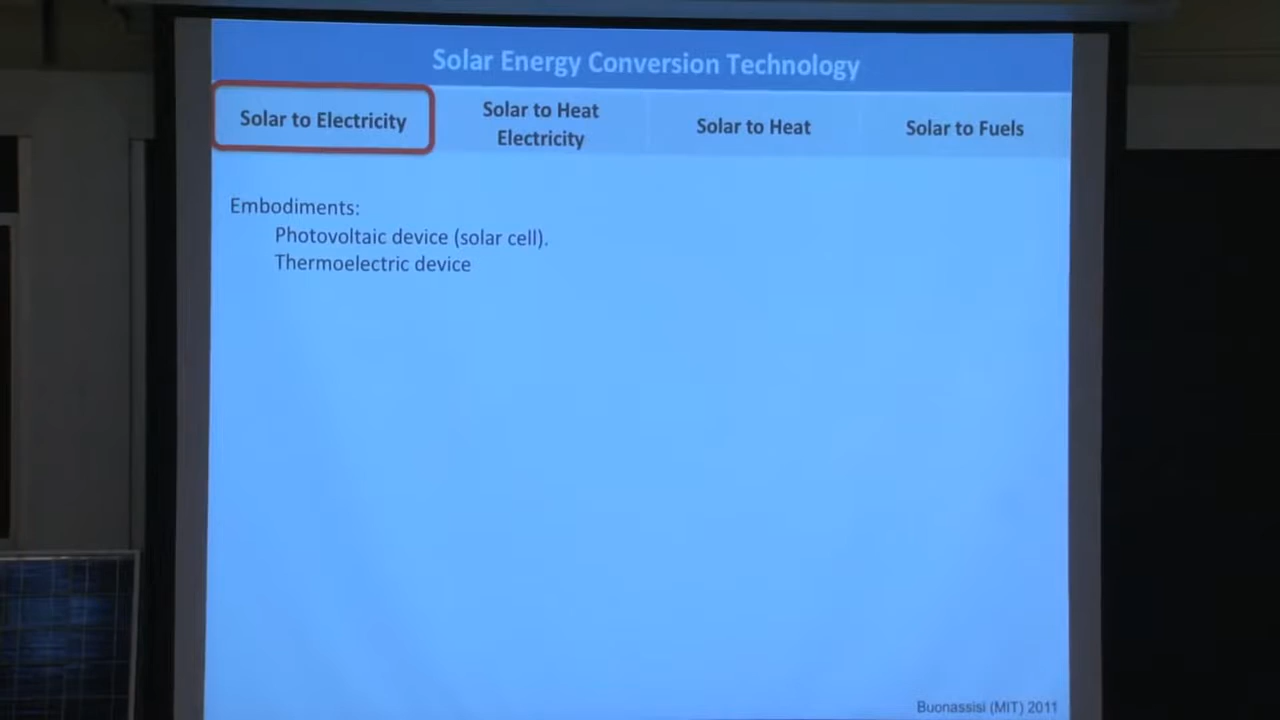 Solar Energy Conversion Technology
Solar to Electricity
Solar to Heat
Electricity
Solar to Heat
Solar to Fuels
Embodiments:
Photovoltaic device (solar cell).
Thermoelectric device
Buonassisi (MIT) 2011